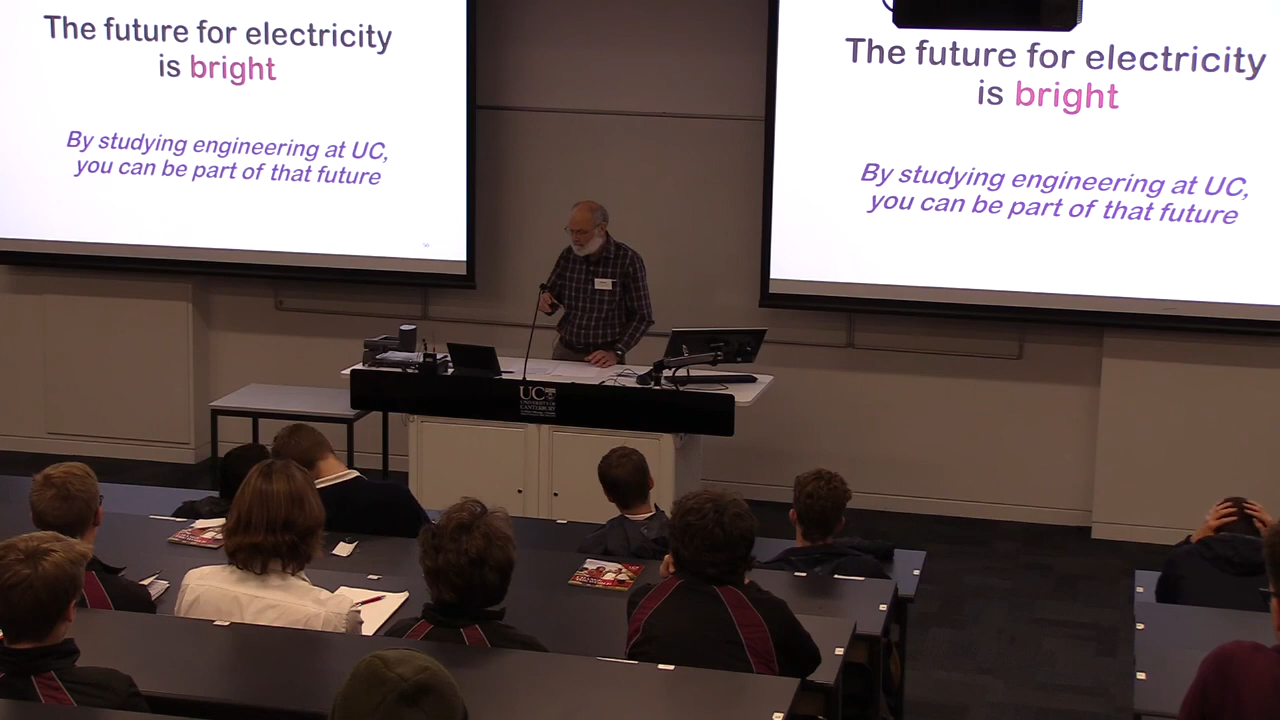 The future for electricity
is bright
By studying engineering at UC,
you can be part of that future
The future for electricity
is bright
By studying engineering at UC,
you can be part of that future
UC
UNIVERSITY OF
CANTERBURY